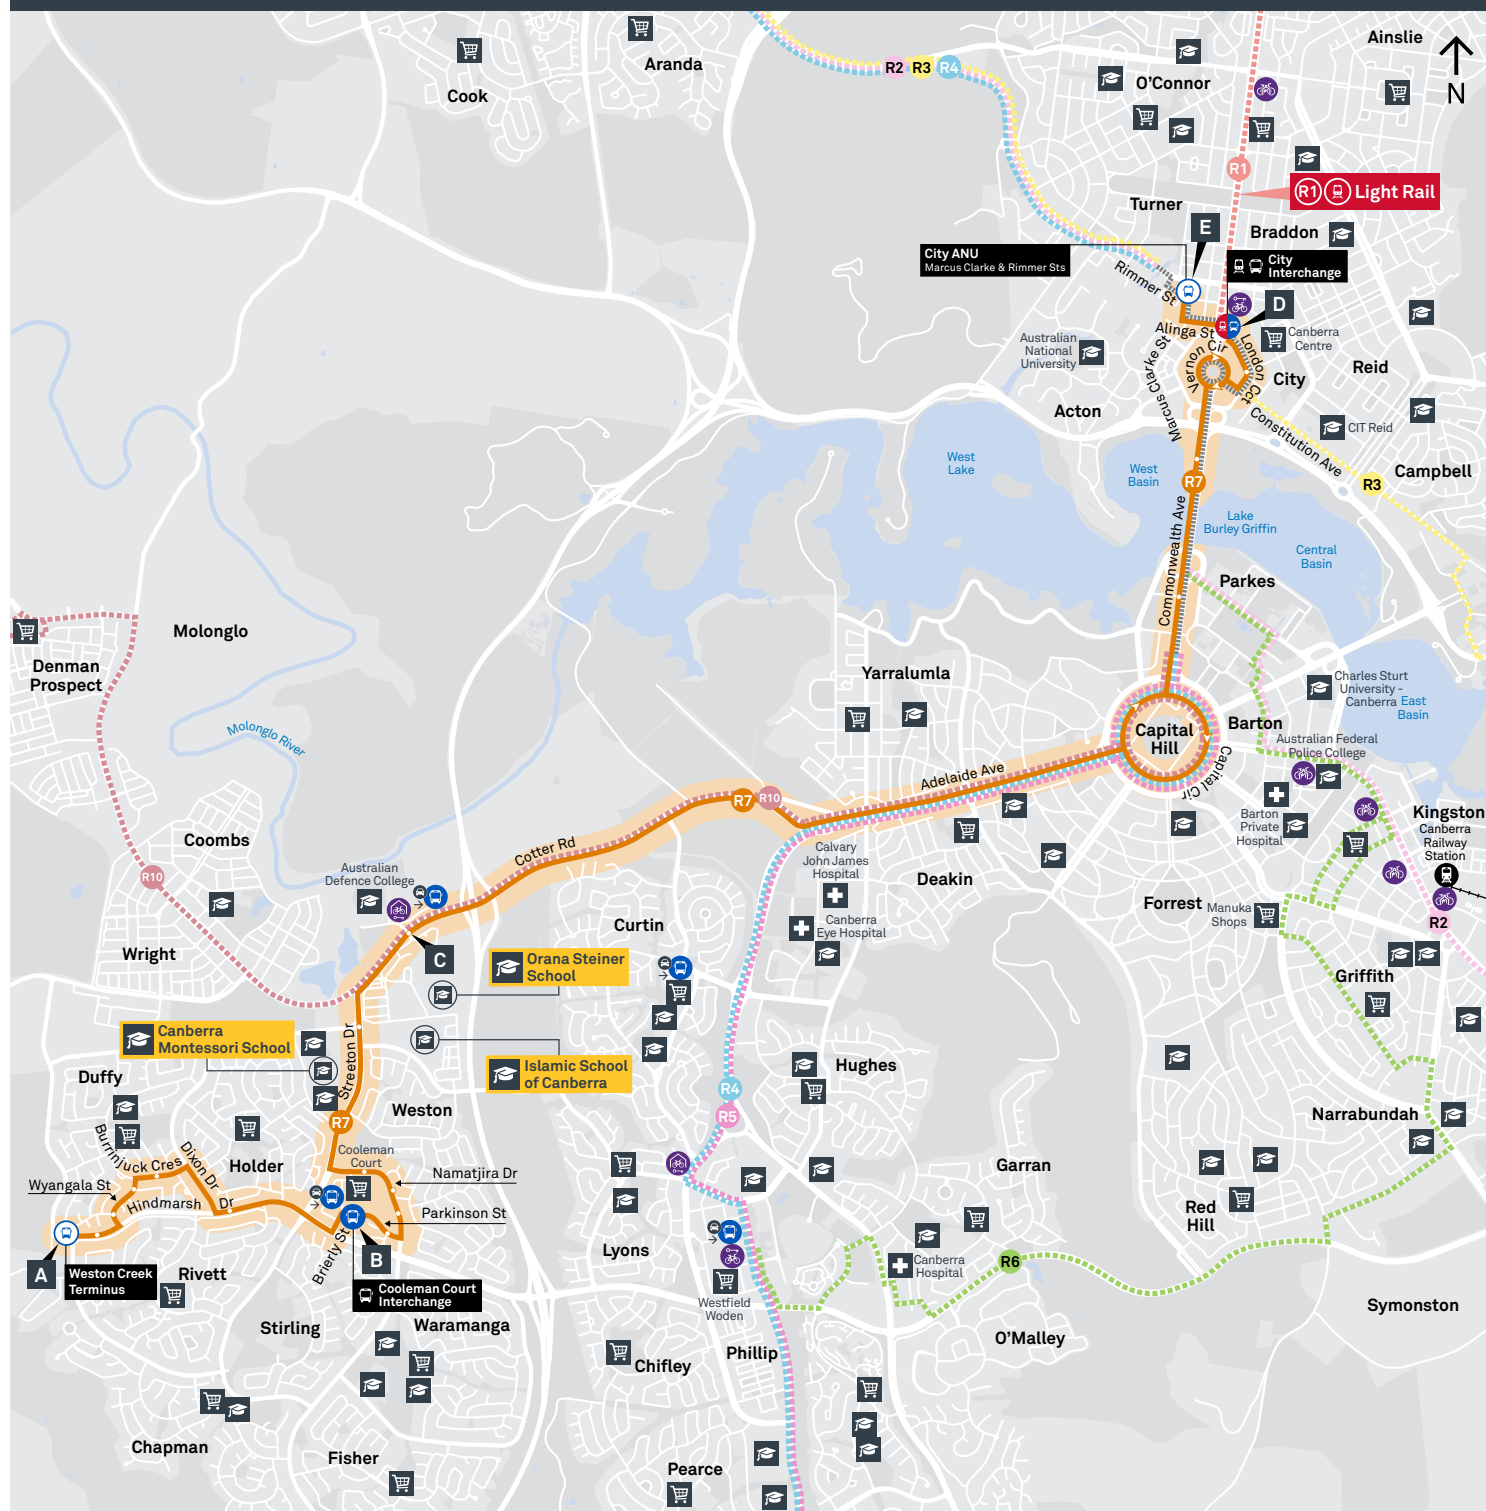 Ainslie
Aranda
Cook
R2
R3
R4
O'Connor
N
R1
R1 Light Rail
Turner
E
Braddon
City ANU
Marcus Clarke & Rimmer Sts
City
Interchange
Rimmer St
D
Alinga St
Canberra
Centre
Australian
National
University
Vernon Cir
London Cct
Marcus Clarke St
City
Reid
Acton
Constitution Ave
CIT Reid
West
Lake
West
Basin
Campbell
R7
R3
Lake
Burley Griffin
Commonwealth Ave
Central
Basin
Parkes
Molonglo
Denman
Prospect
Yarralumla
Charles Sturt
University -
Canberra
East
Basin
Molonglo River
Capital
Hill
Barton
Australian Federal
Police College
Capital Cir
Adelaide Ave
R7
R10
Barton
Private
Hospital
Kingston
Canberra
Railway
Station
Coombs
Cotter Rd
Calvary
John James
Hospital
Deakin
R10
Australian
Defence College
Forrest
Manuka
Shops
Canberra
Eye Hospital
Curtin
R2
Wright
C
Orana Steiner
School
Griffith
Canberra
Montessori School
Streeton Dr
Islamic School
of Canberra
Hughes
Duffy
R4
R5
Weston
R7
Narrabundah
Burrinjuck Cres
Dixon Dr
Holder
Cooleman
Court
Namatjira Dr
Garran
Wyangala St
Hindmarsh Dr
Parkinson St
Red
Hill
Brierly St
Lyons
A
Weston Creek
Terminus
Rivett
B
Cooleman Court
Interchange
Canberra
Hospital
R6
Westfield
Woden
Symonston
Stirling
Waramanga
O'Malley
Phillip
Chifley
Chapman
Fisher
Pearce